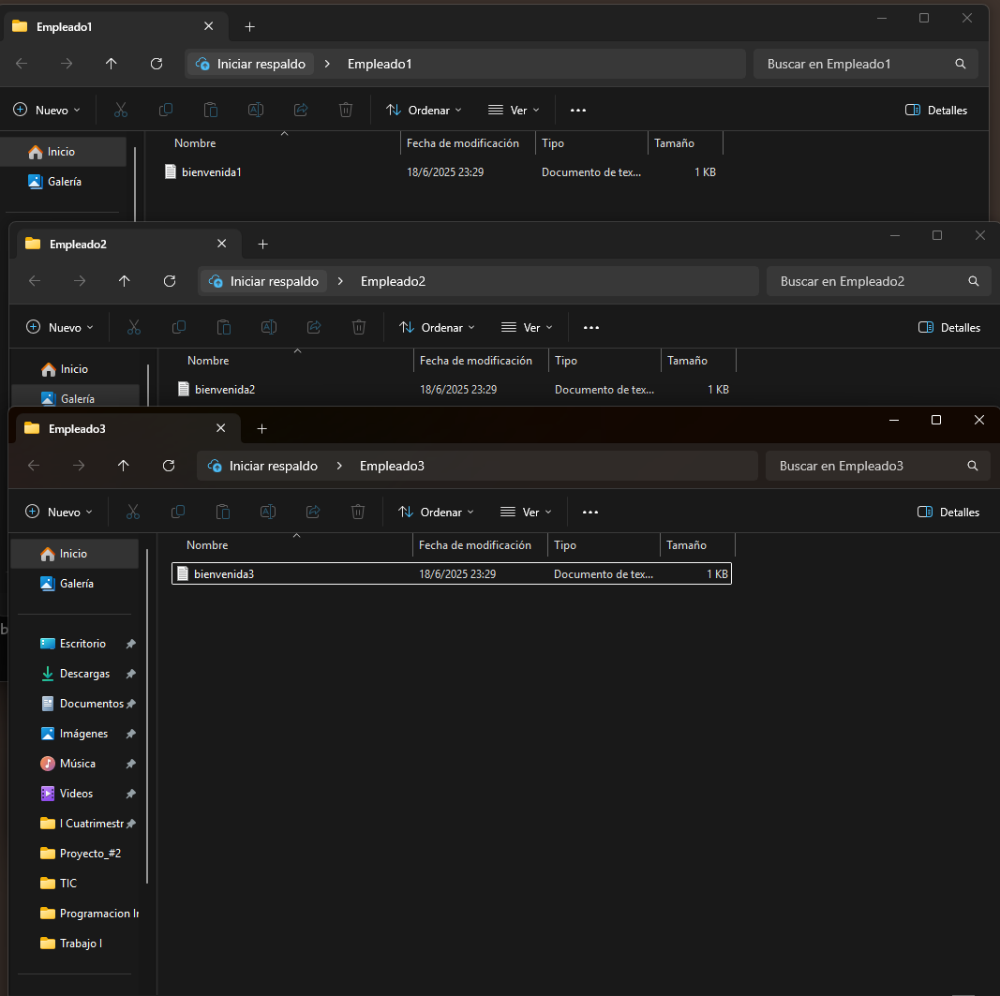 Empleado1
Iniciar respaldo > Empleado1 Buscar en Empleado1
Nuevo Ordenar Ver ... Detalles
Nombre Fecha de modificación Tipo Tamaño
Inicio
bienvenida1 18/6/2025 23:29 Documento de tex... 1 KB
Galería
Empleado2
Iniciar respaldo > Empleado2 Buscar en Empleado2
Nuevo Ordenar Ver ... Detalles
Nombre Fecha de modificación Tipo Tamaño
Inicio
bienvenida2 18/6/2025 23:29 Documento de tex... 1 KB
Galería
Empleado3
Iniciar respaldo > Empleado3 Buscar en Empleado3
Nuevo Ordenar Ver ... Detalles
Nombre Fecha de modificación Tipo Tamaño
Inicio
bienvenida3 18/6/2025 23:29 Documento de tex... 1 KB
Galería
b
Escritorio
Descargas
Documentos
Imágenes
Música
Videos
I Cuatrimestr
Proyecto_#2
TIC
Programacion Ir
Trabajo I